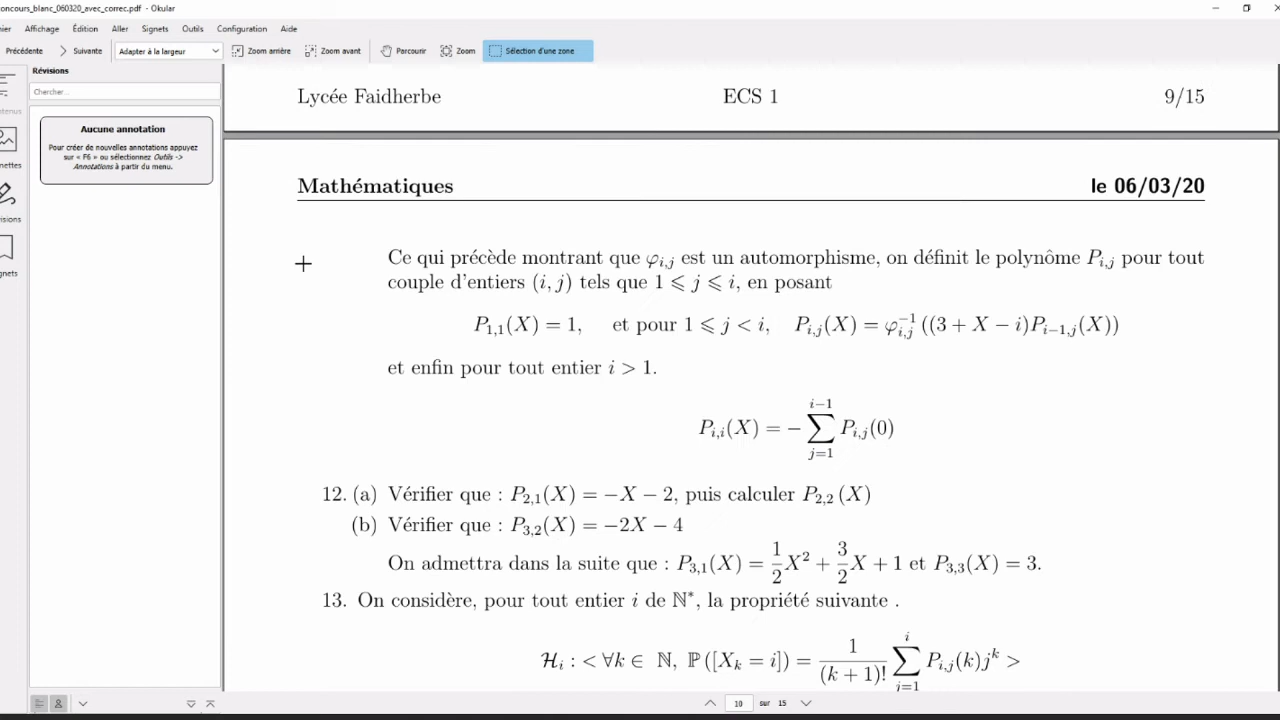 oncours_blanc_060320_avec_correc.pdf - Okular
Affichage Édition Aller Signets Outils Configuration Aide
Précédente Suivante Adapter à la largeur Zoom arrière Zoom avant Parcourir Zoom Sélection d'une zone
Révisions
Chercher...
Aucune annotation
Pour créer de nouvelles annotations appuyez
sur « F6 » ou sélectionnez Outils ->
Annotations à partir du menu.
Lycée Faidherbe ECS 1 9/15
Mathématiques le 06/03/20
Ce qui précède montrant que φ_{i,j} est un automorphisme, on définit le polynôme P_{i,j} pour tout
couple d'entiers (i, j) tels que 1 ⩽ j ⩽ i, en posant
P_{1,1}(X) = 1, et pour 1 ⩽ j < i, P_{i,j}(X) = φ_{i,j}^{-1} ((3 + X − i)P_{i−1,j}(X))
et enfin pour tout entier i > 1.
P_{i,i}(X) = − ∑_{j=1}^{i−1} P_{i,j}(0)
12. (a) Vérifier que : P_{2,1}(X) = −X − 2, puis calculer P_{2,2} (X)
(b) Vérifier que : P_{3,2}(X) = −2X − 4
On admettra dans la suite que : P_{3,1}(X) = \frac{1}{2}X² + \frac{3}{2}X + 1 et P_{3,3}(X) = 3.
13. On considère, pour tout entier i de ℕ*, la propriété suivante .
ℋ_i : < ∀k ∈ ℕ, ℙ ([X_k = i]) = \frac{1}{(k + 1)!} ∑_{j=1}^{i} P_{i,j}(k)j^k >
10 sur 15